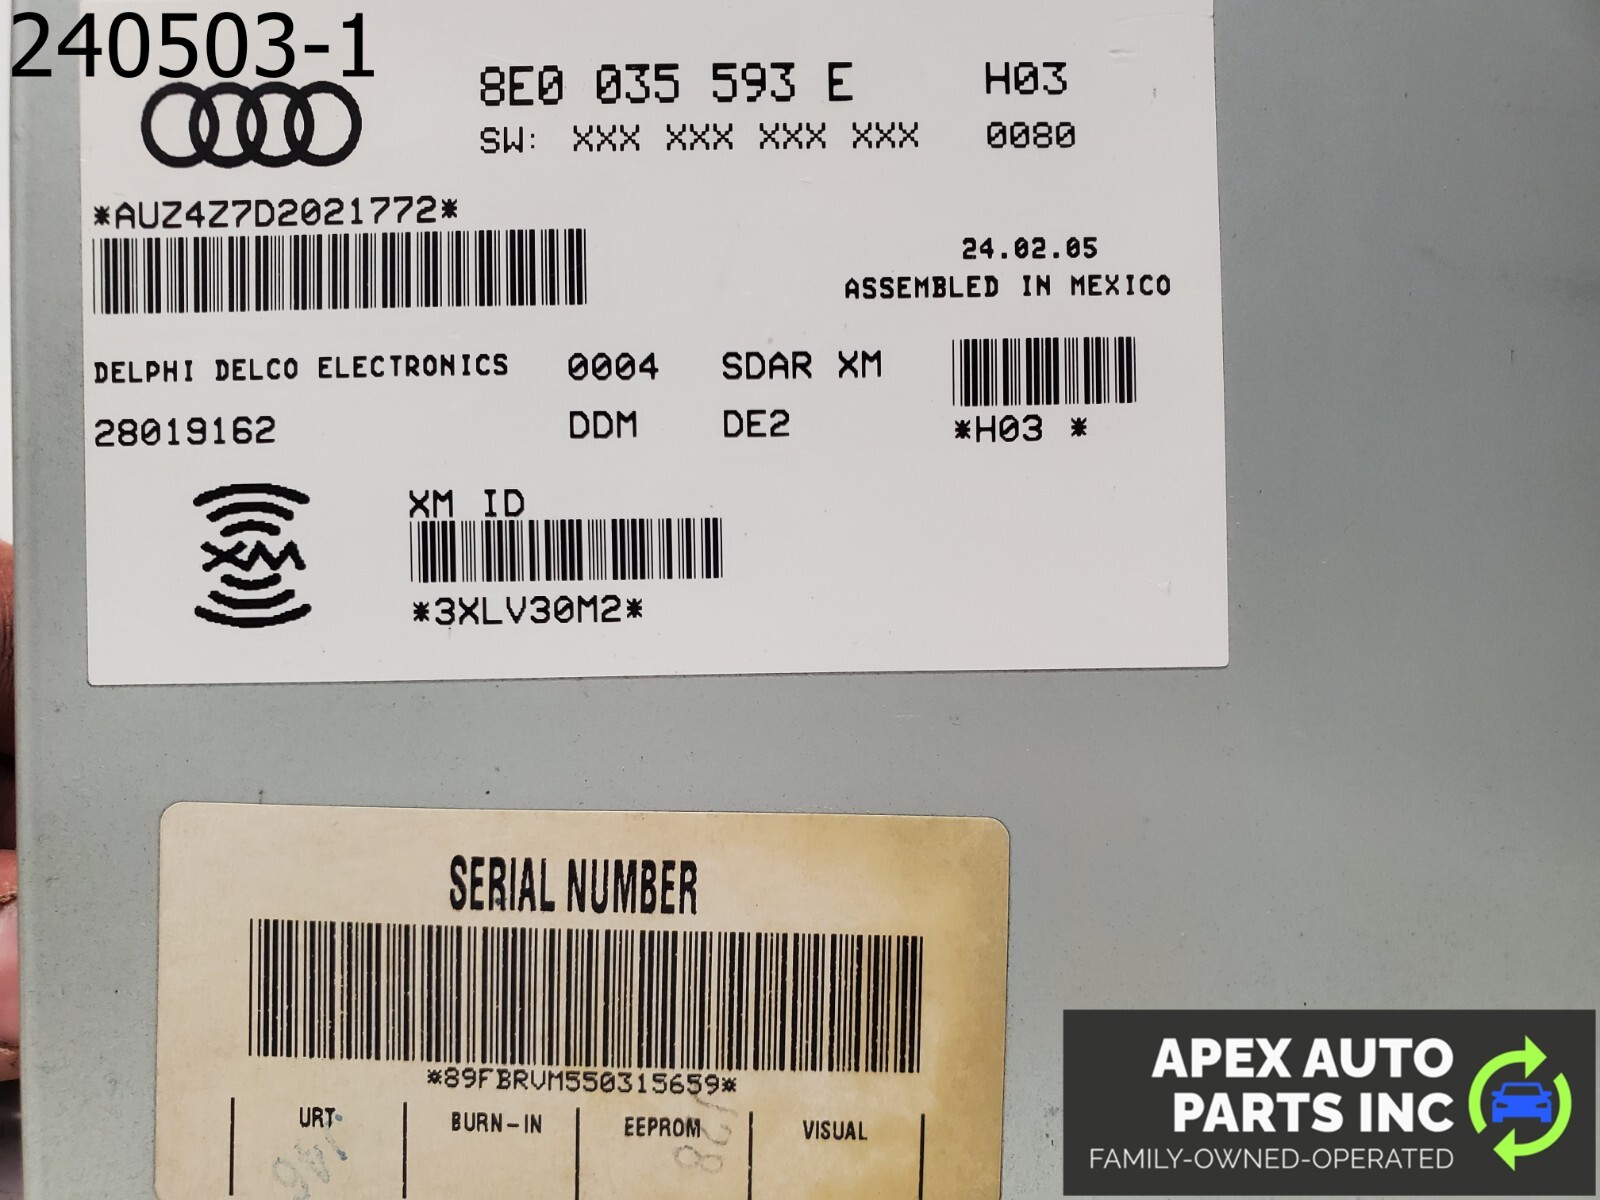 240503-1
8E0 035 593 E H03
SW: XXX XXX XXX XXX 0080
*AUZ4Z7D2021772*
24.02.05
ASSEMBLED IN MEXICO
DELPHI DELCO ELECTRONICS 0004 SDAR XM
28019162 DDM DE2
*H03 *
XM
XM ID
*3XLV30M2*
SERIAL NUMBER
*89FBRVM550315659*
URT BURN-IN EEPROM VISUAL
APEX AUTO
PARTS INC
FAMILY-OWNED-OPERATED